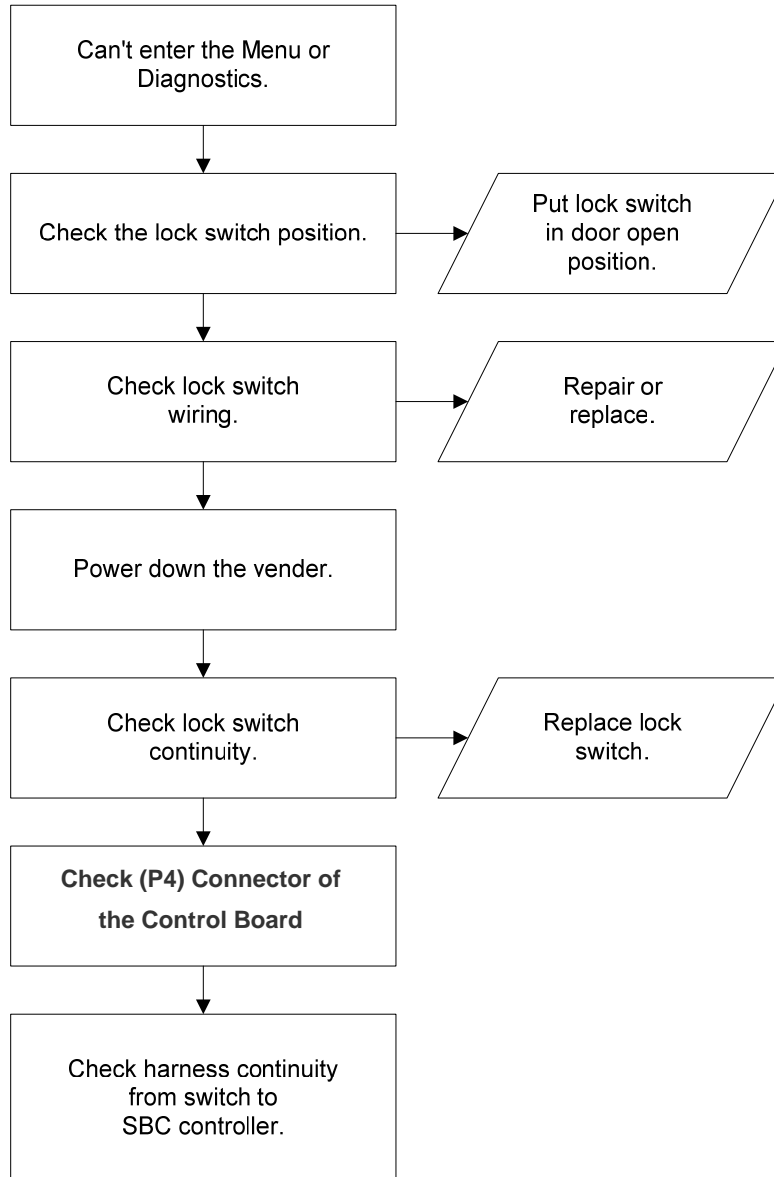 Can't enter the Menu or
Diagnostics.
Check the lock switch position.
Put lock switch
in door open
position.
Check lock switch
wiring.
Repair or
replace.
Power down the vender.
Check lock switch
continuity.
Replace lock
switch.
Check (P4) Connector of
the Control Board
Check harness continuity
from switch to
SBC controller.